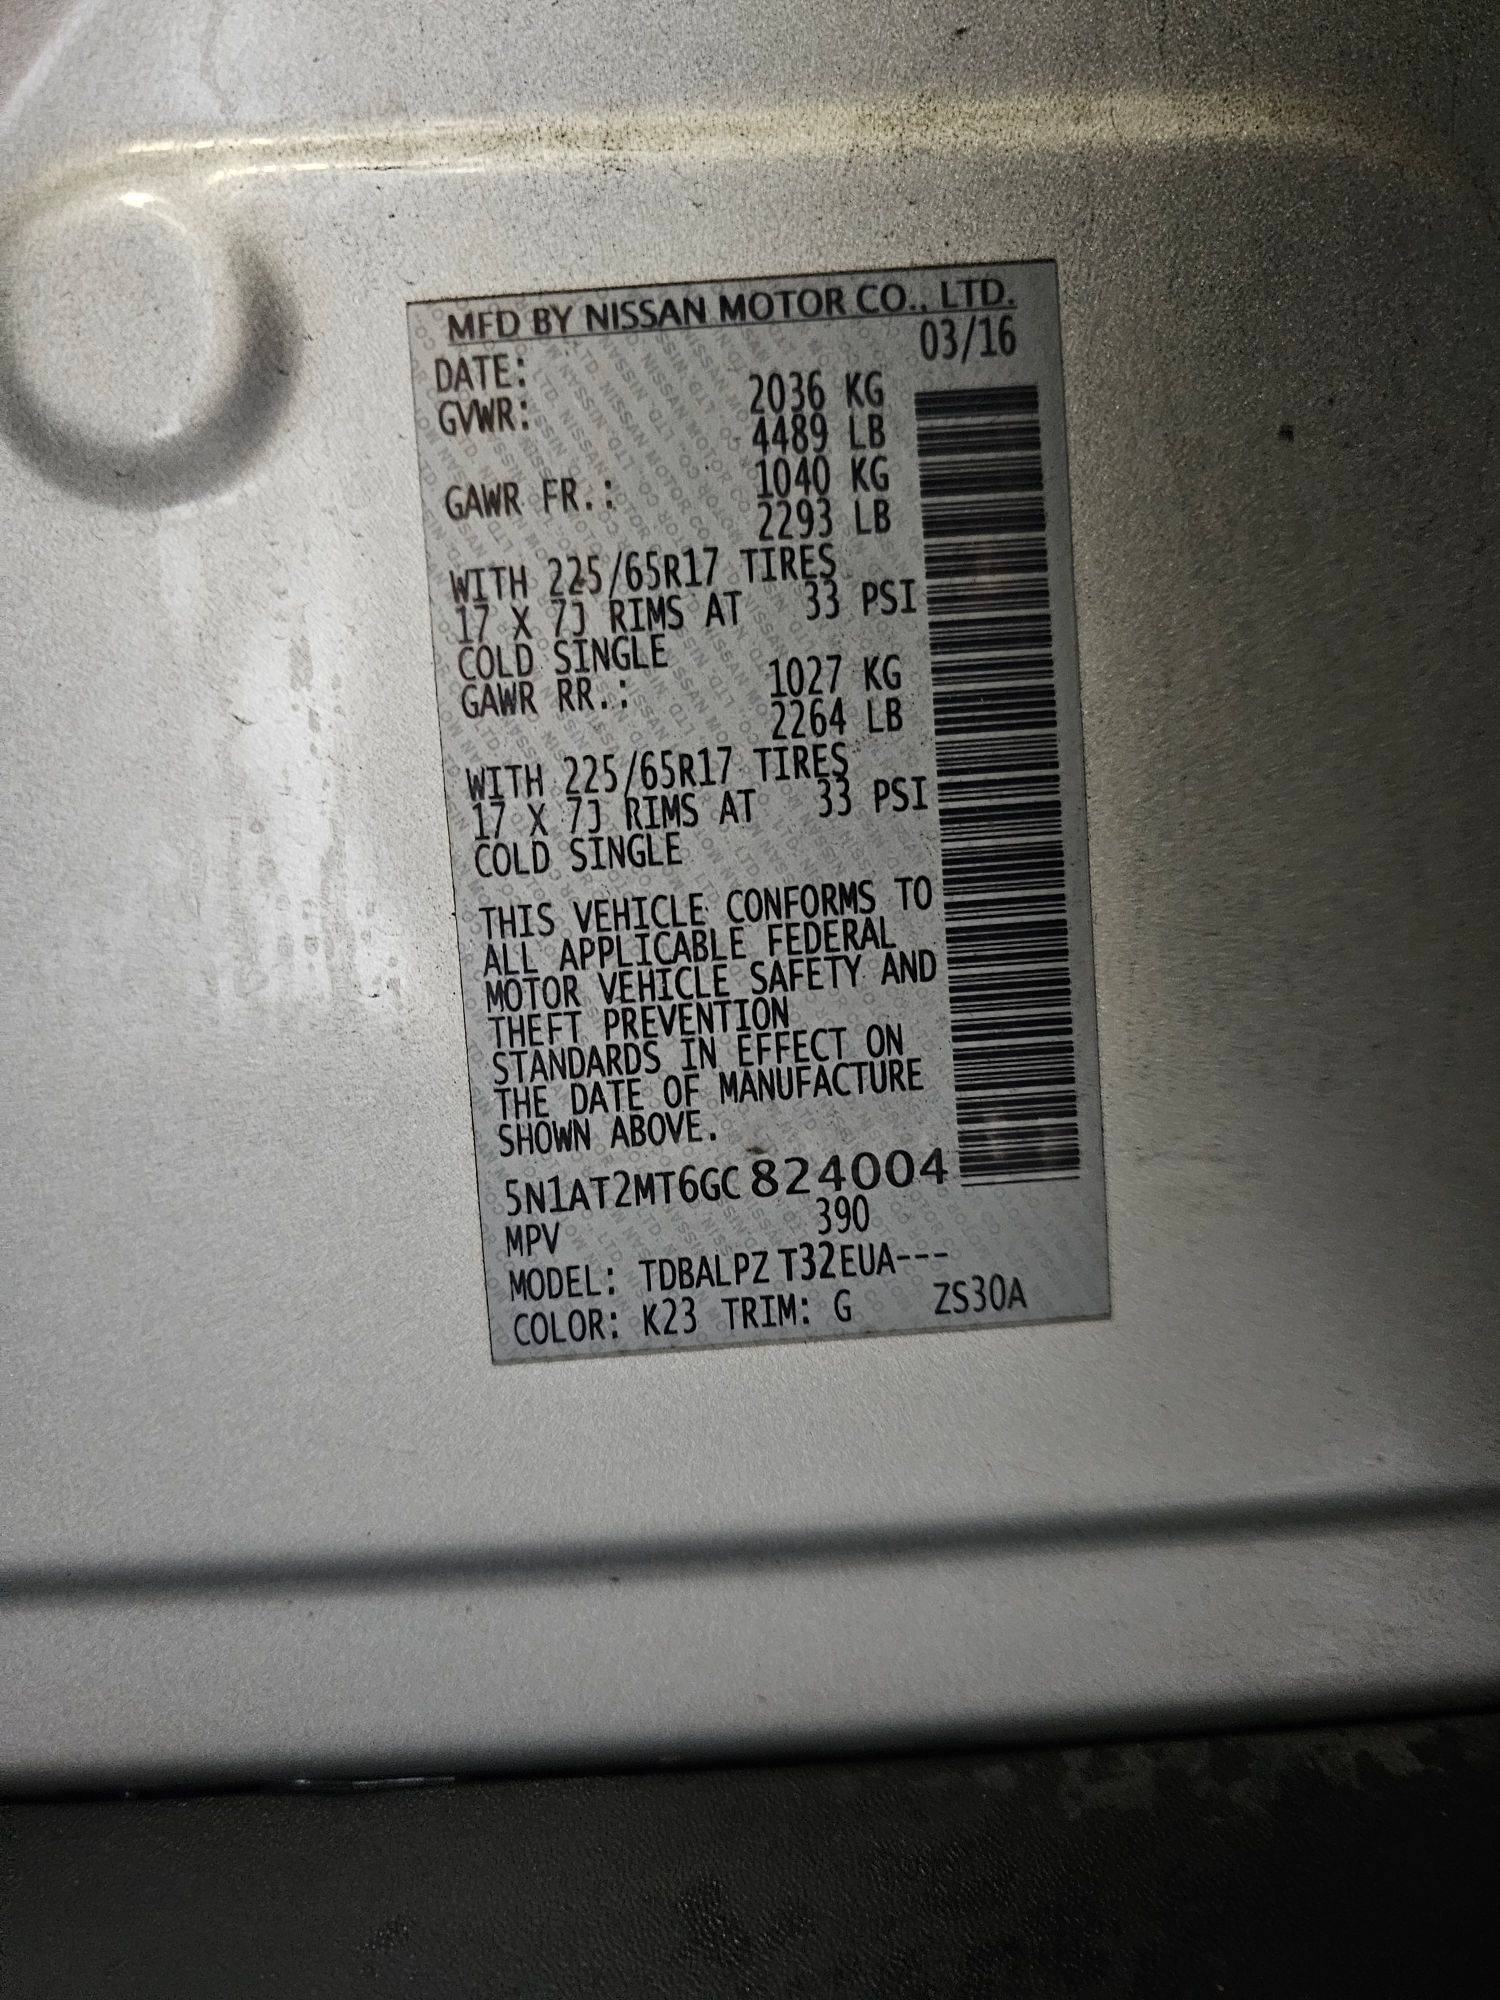 MFD BY NISSAN MOTOR CO., LTD.
DATE: 03/16
GVWR: 2036 KG
4489 LB
GAWR FR.: 1040 KG
2293 LB
WITH 225/65R17 TIRES
17 X 7J RIMS AT 33 PSI
COLD SINGLE
GAWR RR.: 1027 KG
2264 LB
WITH 225/65R17 TIRES
17 X 7J RIMS AT 33 PSI
COLD SINGLE
THIS VEHICLE CONFORMS TO
ALL APPLICABLE FEDERAL
MOTOR VEHICLE SAFETY AND
THEFT PREVENTION
STANDARDS IN EFFECT ON
THE DATE OF MANUFACTURE
SHOWN ABOVE.
5N1AT2MT6GC824004
MPV 390
MODEL: TDBALPZ T32EUA---
COLOR: K23 TRIM: G ZS30A